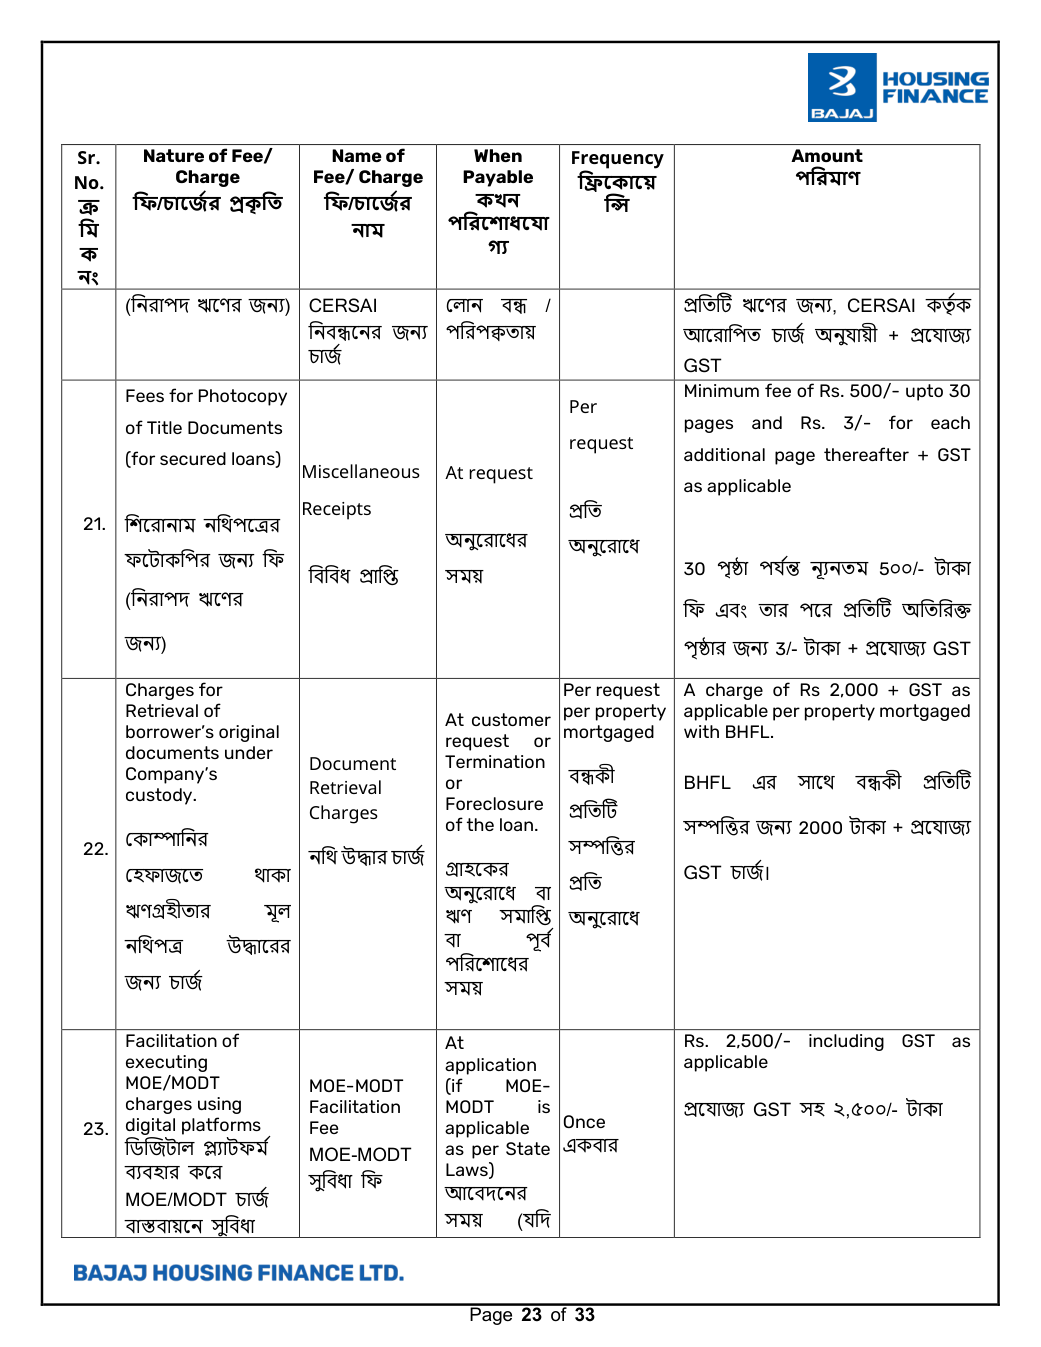 HOUSING
FINANCE
BAJAJ
Sr.
No.
ক্র
মি
ক
নং
Nature of Fee/
Charge
ফি/চার্জের প্রকৃতি
Name of
Fee/ Charge
ফি/চার্জের
নাম
When
Payable
কখন
পরিশোধযো
গ্য
Frequency
ফ্রিকোয়ে
ন্সি
Amount
পরিমাণ
(নিরাপদ ঋণের জন্য)
CERSAI
নিবন্ধনের জন্য
চার্জ
লোন বন্ধ /
পরিপক্বতায়
প্রতিটি ঋণের জন্য, CERSAI কর্তৃক
আরোপিত চার্জ অনুযায়ী + প্রযোজ্য
GST
21.
Fees for Photocopy
of Title Documents
(for secured loans)
শিরোনাম নথিপত্রের
ফটোকপির জন্য ফি
(নিরাপদ ঋণের
জন্য)
Miscellaneous
Receipts
বিবিধ প্রাপ্তি
At request
অনুরোধের
সময়
Per
request
প্রতি
অনুরোধে
Minimum fee of Rs. 500/- upto 30
pages and Rs. 3/- for each
additional page thereafter + GST
as applicable
30 পৃষ্ঠা পর্যন্ত ন্যূনতম 5০০/- টাকা
ফি এবং তার পরে প্রতিটি অতিরিক্ত
পৃষ্ঠার জন্য 3/- টাকা + প্রযোজ্য GST
22.
Charges for
Retrieval of
borrower's original
documents under
Company's
custody.
কোম্পানির
হেফাজতে থাকা
ঋণগ্রহীতার মূল
নথিপত্র উদ্ধারের
জন্য চার্জ
Document
Retrieval
Charges
নথি উদ্ধার চার্জ
At customer
request or
Termination
or
Foreclosure
of the loan.
গ্রাহকের
অনুরোধে বা
ঋণ সমাপ্তি
বা পূর্ব
পরিশোধের
সময়
Per request
per property
mortgaged
বন্ধকী
প্রতিটি
সম্পত্তির
প্রতি
অনুরোধে
A charge of Rs 2,000 + GST as
applicable per property mortgaged
with BHFL.
BHFL এর সাথে বন্ধকী প্রতিটি
সম্পত্তির জন্য 2000 টাকা + প্রযোজ্য
GST চার্জ।
23.
Facilitation of
executing
MOE/MODT
charges using
digital platforms
ডিজিটাল প্ল্যাটফর্ম
ব্যবহার করে
MOE/MODT চার্জ
বাস্তবায়নে সুবিধা
MOE-MODT
Facilitation
Fee
MOE-MODT
সুবিধা ফি
At
application
(if MOE-
MODT is
applicable
as per State
Laws)
আবেদনের
সময় (যদি
Once
একবার
Rs. 2,500/- including GST as
applicable
প্রযোজ্য GST সহ ২,৫০০/- টাকা
BAJAJ HOUSING FINANCE LTD.
Page 23 of 33